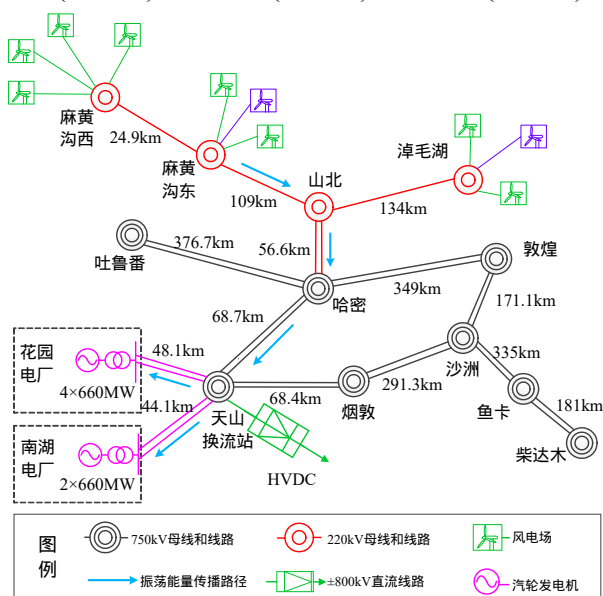 麻黄
沟西
24.9km
麻黄
沟东
淖毛湖
山北
109km
134km
吐鲁番
376.7km
56.6km
敦煌
哈密
349km
171.1km
68.7km
花园
电厂
48.1km
4×660MW
沙洲
335km
44.1km
68.4km
291.3km
天山
换流站
烟敦
鱼卡
181km
南湖
电厂
2×660MW
HVDC
柴达木
图
例
750kV母线和线路
220kV母线和线路
风电场
振荡能量传播路径
±800kV直流线路
汽轮发电机